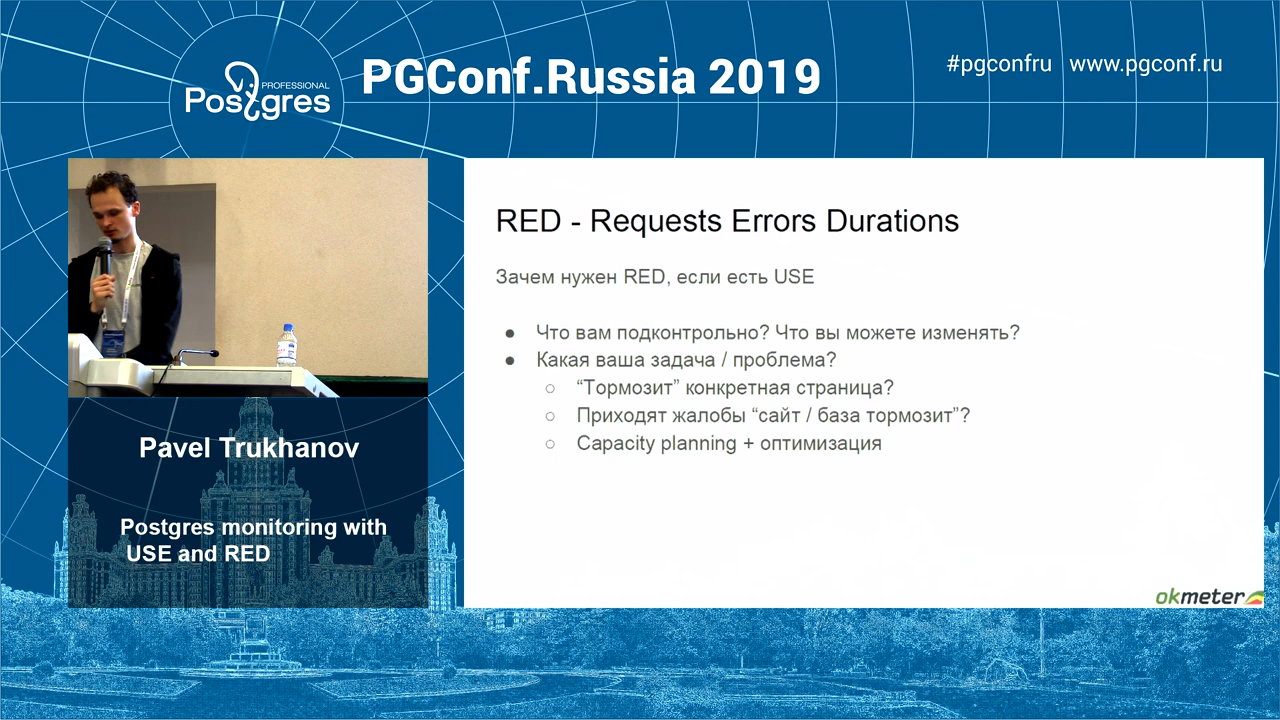 PROFESSIONAL
Postgres
PGConf.Russia 2019
#pgconfru www.pgconf.ru
RED - Requests Errors Durations
Зачем нужен RED, если есть USE
● Что вам подконтрольно? Что вы можете изменять?
● Какая ваша задача / проблема?
○ “Тормозит” конкретная страница?
○ Приходят жалобы “сайт / база тормозит”?
○ Capacity planning + оптимизация
okmeter
Pavel Trukhanov
Postgres monitoring with
USE and RED